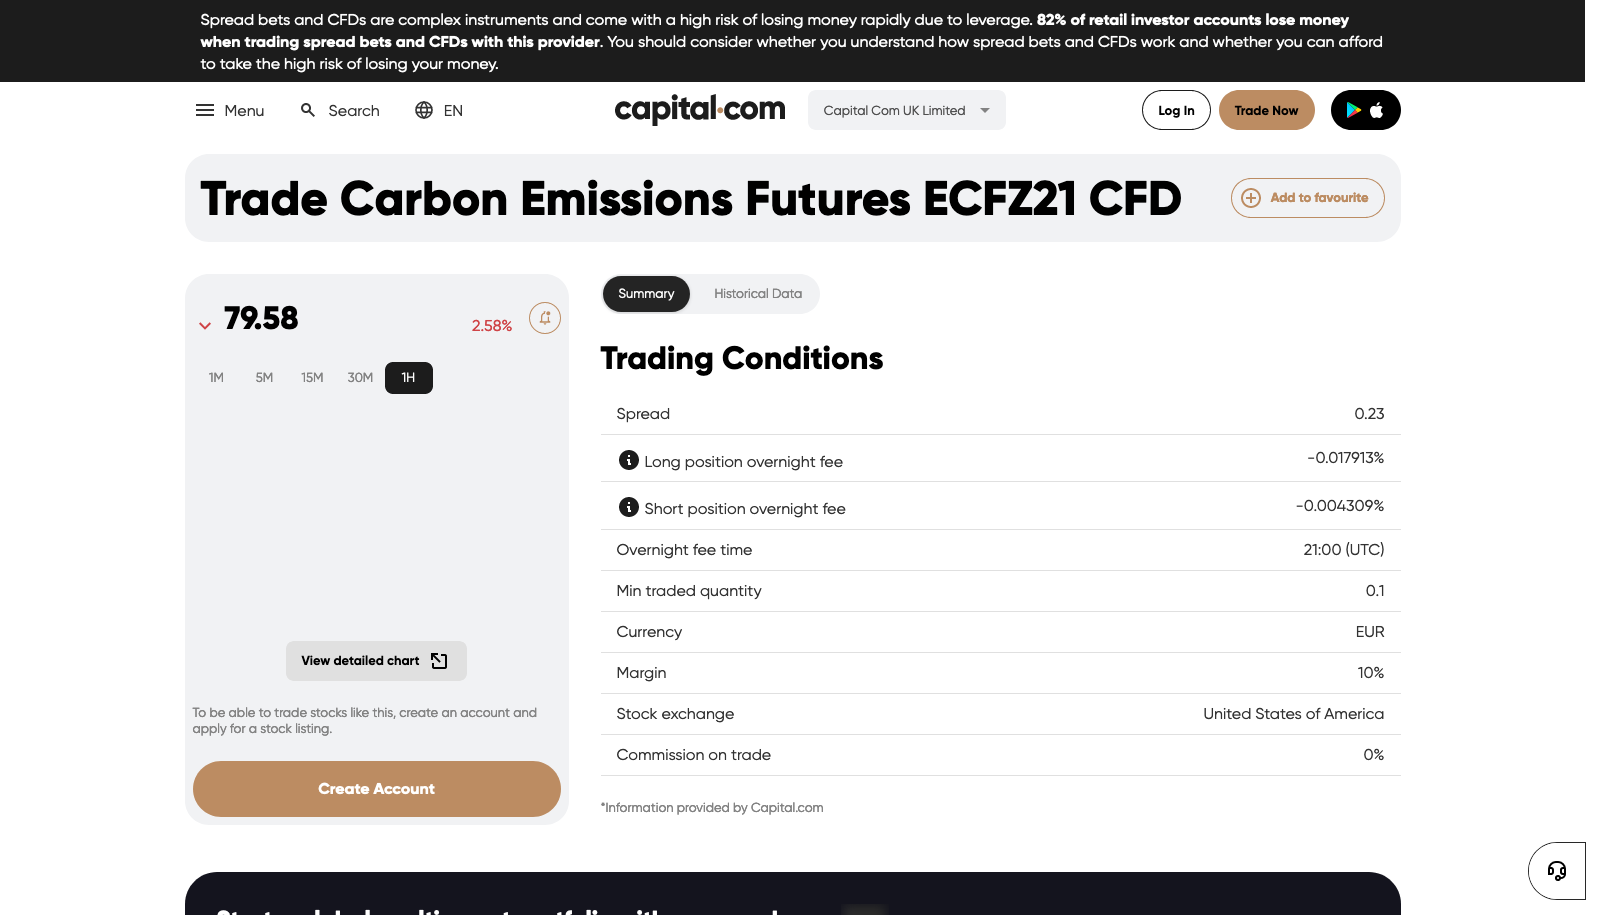 Spread bets and CFDs are complex instruments and come with a high risk of losing money rapidly due to leverage. 82% of retail investor accounts lose money
when trading spread bets and CFDs with this provider. You should consider whether you understand how spread bets and CFDs work and whether you can afford
to take the high risk of losing your money.
Menu Search EN capital.com Capital Com UK Limited Log In Trade Now
Trade Carbon Emissions Futures ECFZ21 CFD Add to favourite
79.58 2.58%
1M 5M 15M 30M 1H
View detailed chart
To be able to trade stocks like this, create an account and
apply for a stock listing.
Create Account
Summary Historical Data
Trading Conditions
Spread 0.23
Long position overnight fee -0.017913%
Short position overnight fee -0.004309%
Overnight fee time 21:00 (UTC)
Min traded quantity 0.1
Currency EUR
Margin 10%
Stock exchange United States of America
Commission on trade 0%
*Information provided by Capital.com